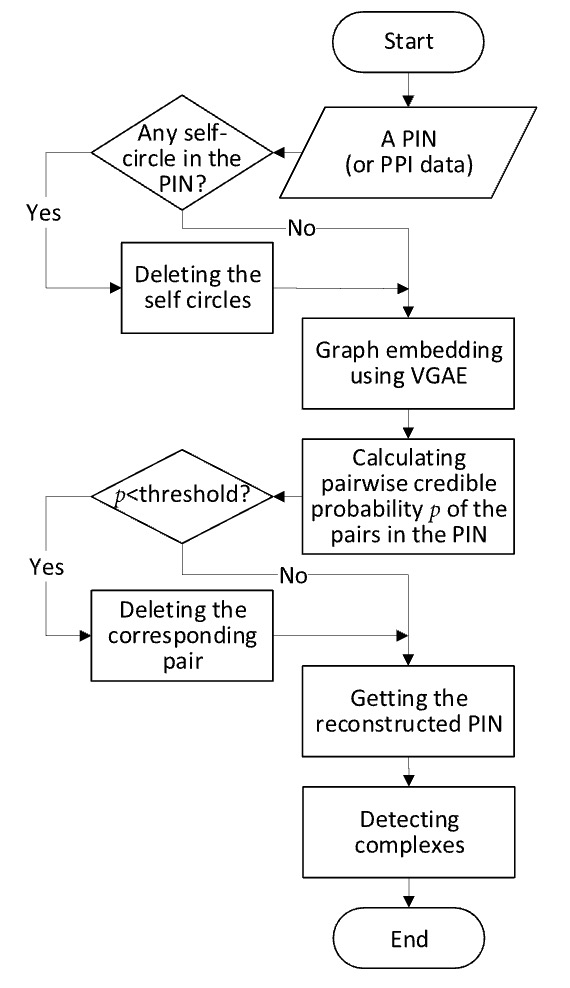 Start
A PIN
(or PPI data)
Any self-
circle in the
PIN?
Yes
No
Deleting the
self circles
Graph embedding
using VGAE
Calculating
pairwise credible
probability p of the
pairs in the PIN
p<threshold?
Yes
No
Deleting the
corresponding
pair
Getting the
reconstructed PIN
Detecting
complexes
End